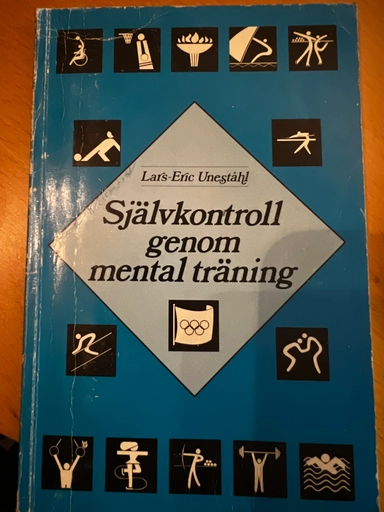 Lars-Eric Uneståhl
Självkontroll
genom
mental träning